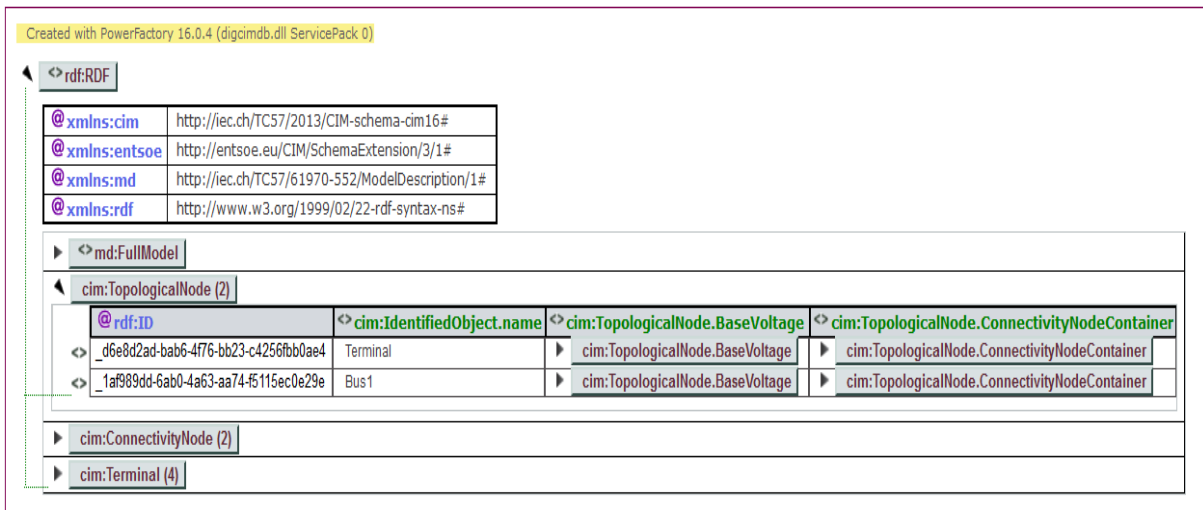 Created with PowerFactory 16.0.4 (digcimdb.dll ServicePack 0)
<> rdf:RDF
@ xmlns:cim http://iec.ch/TC57/2013/CIM-schema-cim16#
@ xmlns:entsoe http://entsoe.eu/CIM/SchemaExtension/3/1#
@ xmlns:md http://iec.ch/TC57/61970-552/ModelDescription/1#
@ xmlns:rdf http://www.w3.org/1999/02/22-rdf-syntax-ns#
<> md:FullModel
cim:TopologicalNode (2)
@ rdf:ID <> cim:IdentifiedObject.name <> cim:TopologicalNode.BaseVoltage <> cim:TopologicalNode.ConnectivityNodeContainer
<> _d6e8d2ad-bab6-4f76-bb23-c4256fbb0ae4 Terminal cim:TopologicalNode.BaseVoltage cim:TopologicalNode.ConnectivityNodeContainer
<> _1af989dd-6ab0-4a63-aa74-f5115ec0e29e Bus1 cim:TopologicalNode.BaseVoltage cim:TopologicalNode.ConnectivityNodeContainer
cim:ConnectivityNode (2)
cim:Terminal (4)